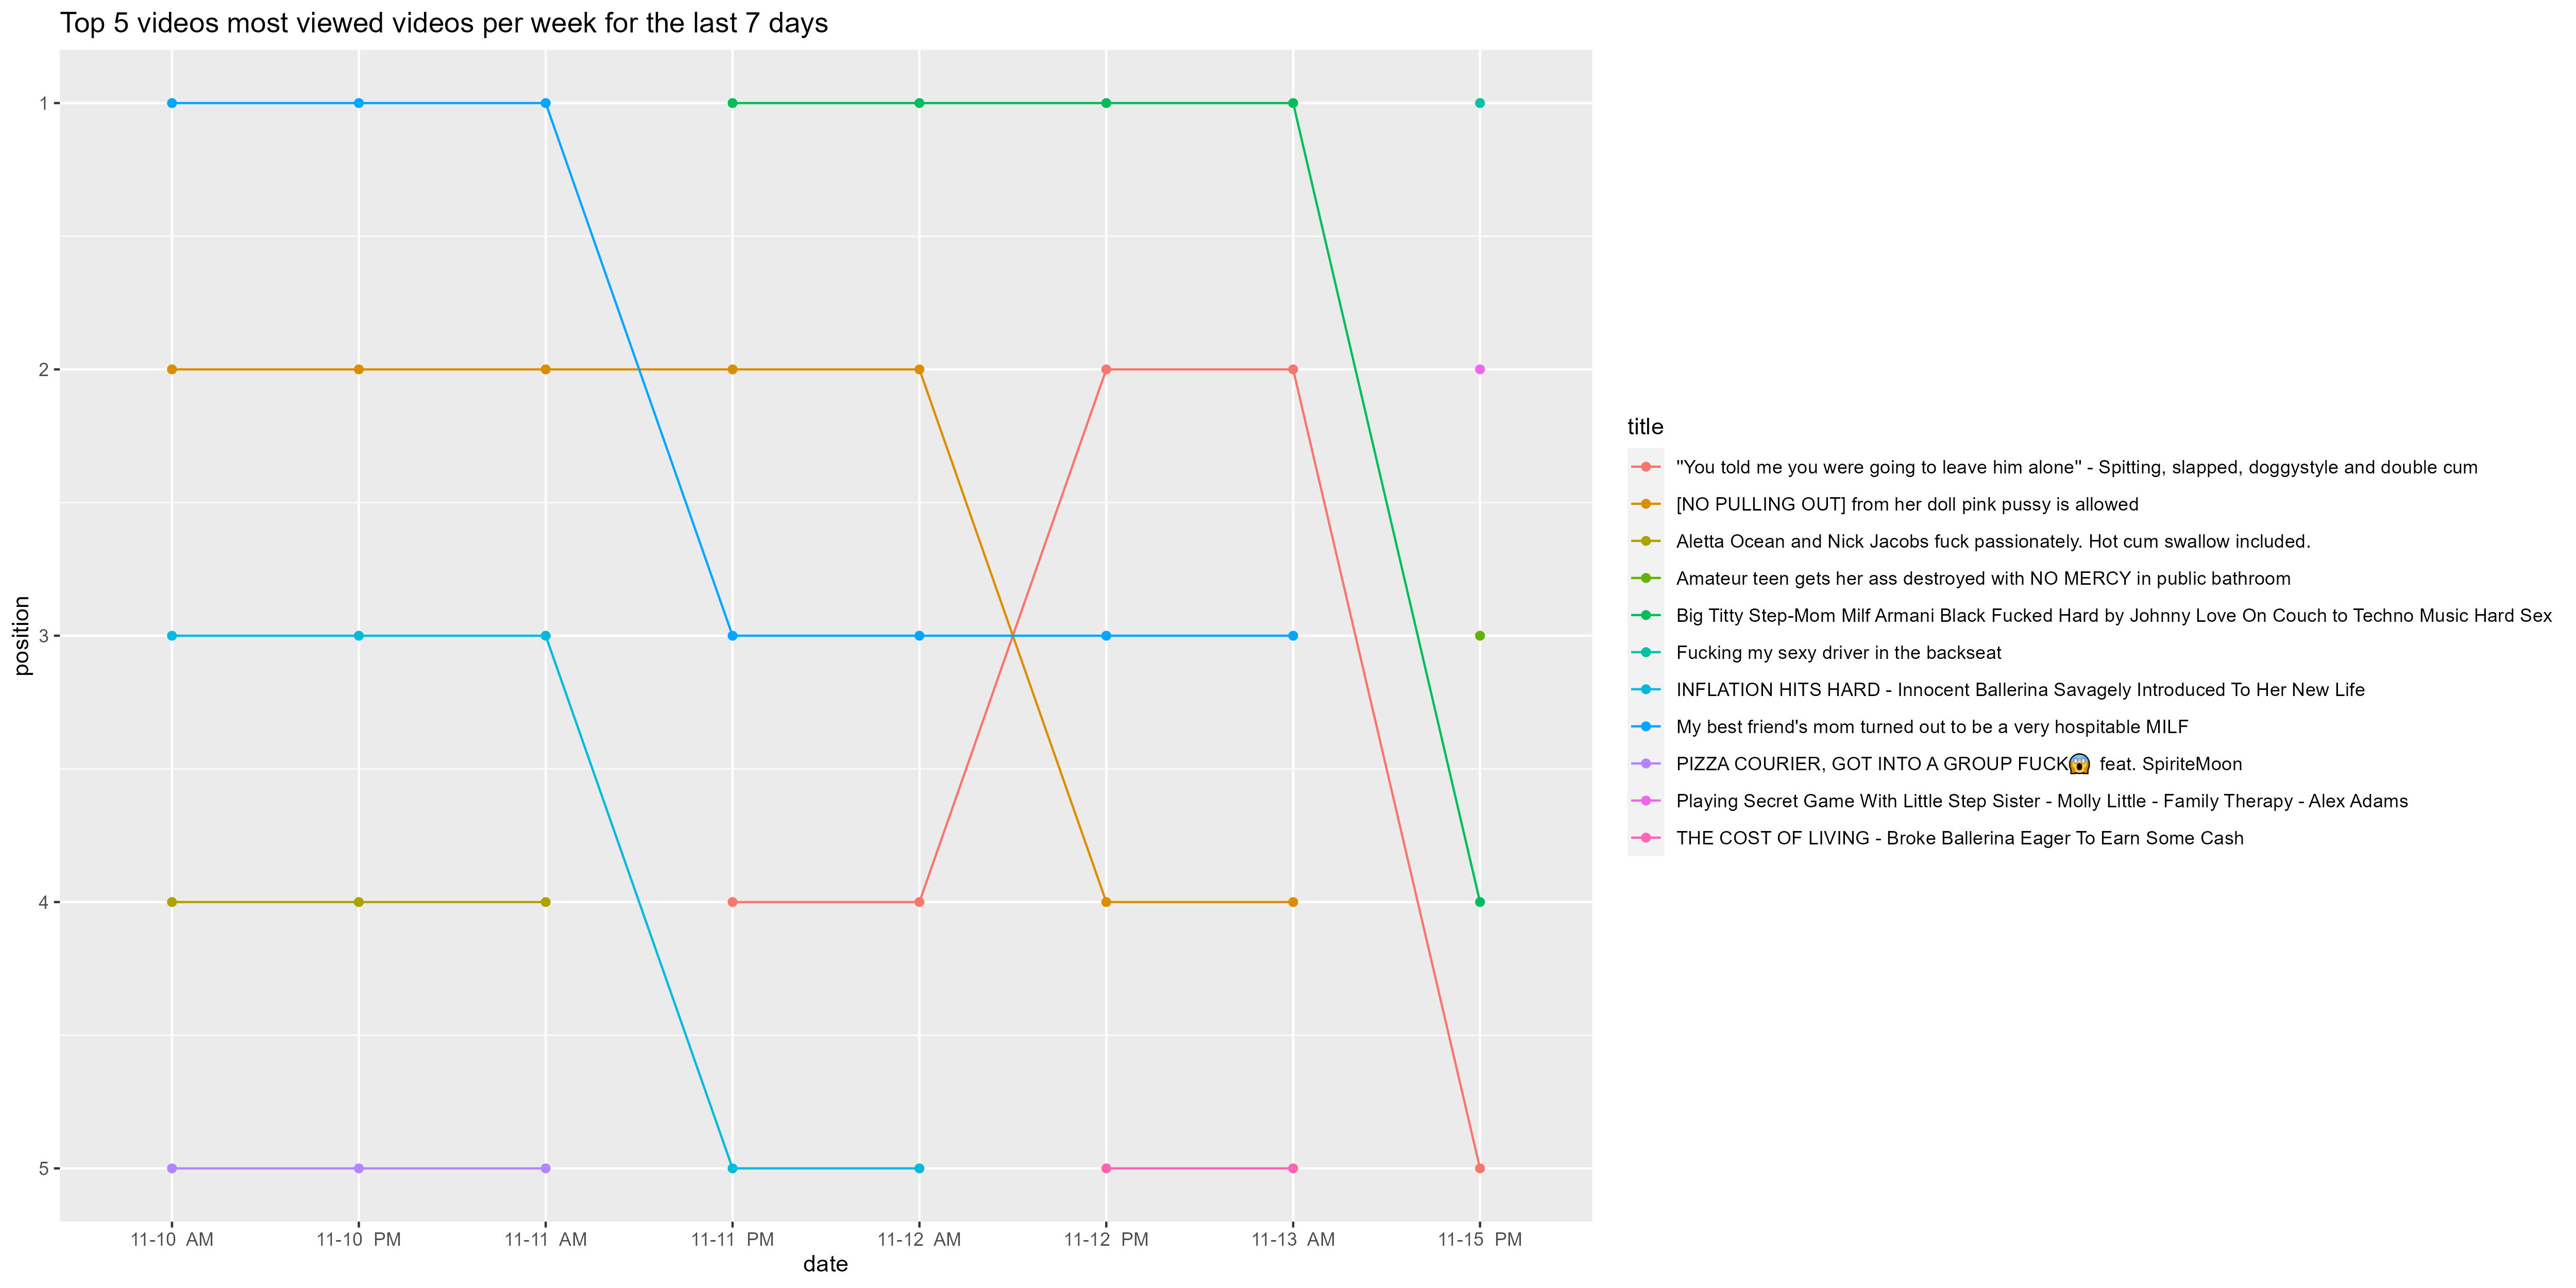 Top 5 videos most viewed videos per week for the last 7 days
position
1
2
3
4
5
11-10 AM
11-10 PM
11-11 AM
11-11 PM
11-12 AM
11-12 PM
11-13 AM
11-15 PM
date
title
"You told me you were going to leave him alone" - Spitting, slapped, doggystyle and double cum
[NO PULLING OUT] from her doll pink pussy is allowed
Aletta Ocean and Nick Jacobs fuck passionately. Hot cum swallow included.
Amateur teen gets her ass destroyed with NO MERCY in public bathroom
Big Titty Step-Mom Milf Armani Black Fucked Hard by Johnny Love On Couch to Techno Music Hard Sex
Fucking my sexy driver in the backseat
INFLATION HITS HARD - Innocent Ballerina Savagely Introduced To Her New Life
My best friend's mom turned out to be a very hospitable MILF
PIZZA COURIER, GOT INTO A GROUP FUCK😱 feat. SpiriteMoon
Playing Secret Game With Little Step Sister - Molly Little - Family Therapy - Alex Adams
THE COST OF LIVING - Broke Ballerina Eager To Earn Some Cash